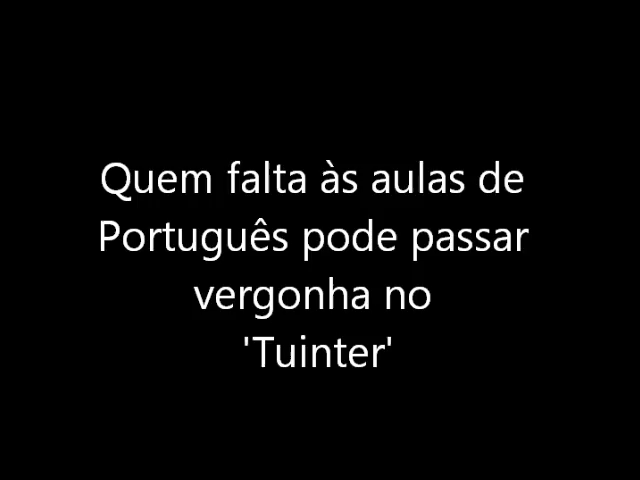 Quem falta às aulas de
Português pode passar
vergonha no
'Tuinter'